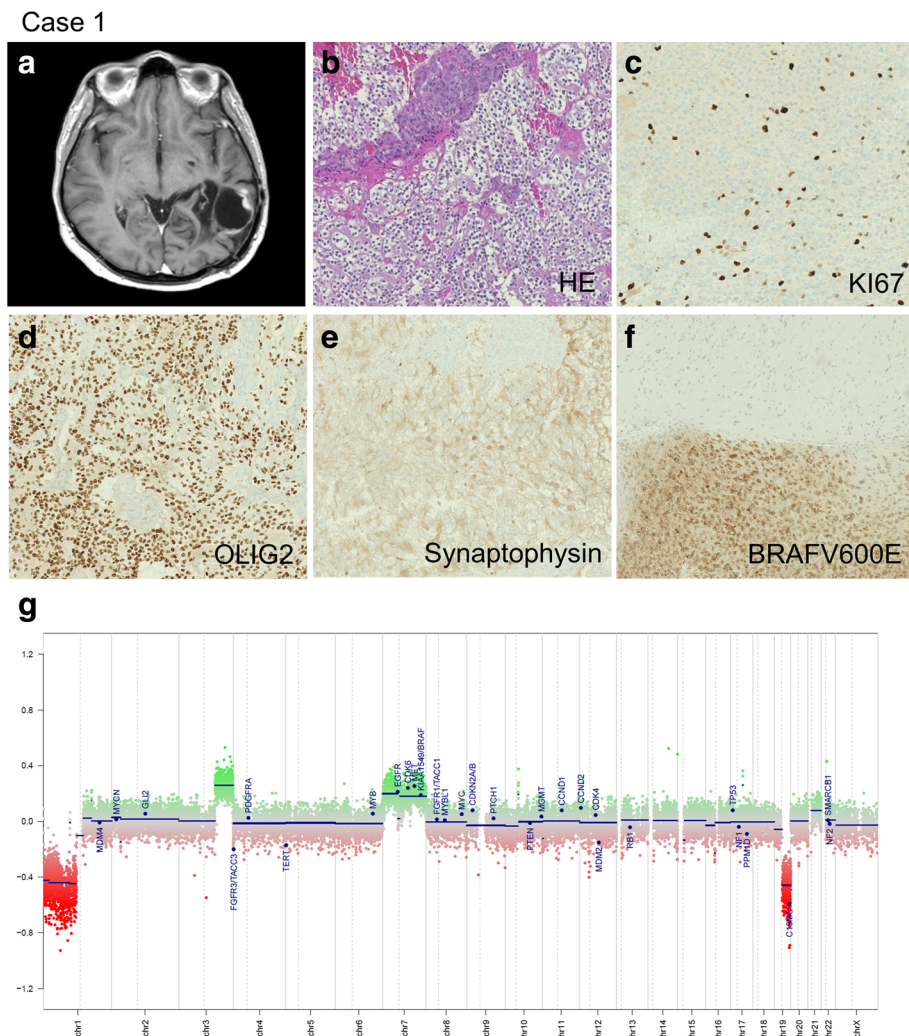 Case 1
a
b
c
HE
KI67
d
e
f
OLIG2
Synaptophysin
BRAFV600E
g
1.2
0.8
0.4
0.0
-0.4
-0.8
-1.2
MDM4
MYCN
GLI2
FGFR3/TACC3
PDGFRA
TERT
MYB
EGFR
CDK6
MET
KIAA1549/BRAF
FGFR1/TACC1
MYBL1
MYC
CDKN2A/B
PTCH1
PTEN
MGMT
CCND1
CCND2
CDK4
MDM2
RB1
TP53
NF1
PPM1D
SMARCB1
NF2
chr1
chr2
chr3
chr4
chr5
chr6
chr7
chr8
chr9
chr10
chr11
chr12
chr13
chr14
chr15
chr16
chr17
chr18
chr19
chr20
chr21
chr22
chrX